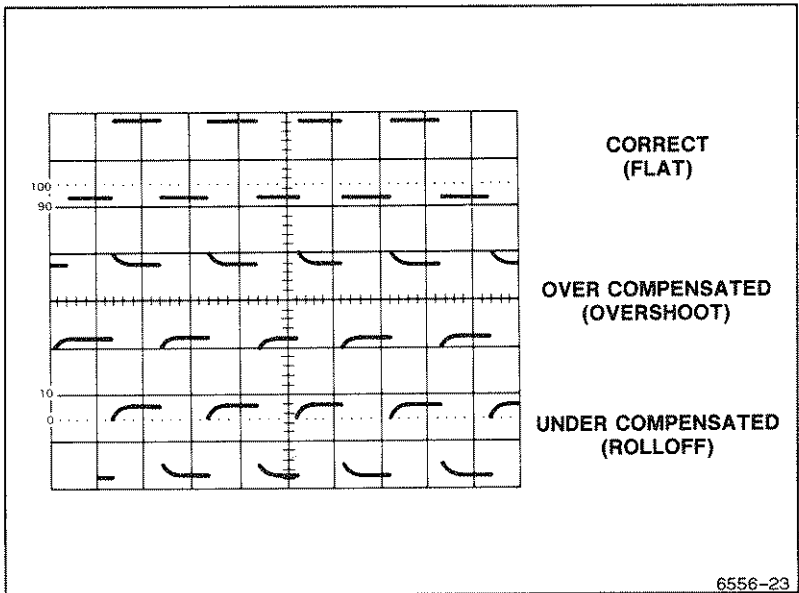 CORRECT
(FLAT)
100
90
OVER COMPENSATED
(OVERSHOOT)
10
0
UNDER COMPENSATED
(ROLLOFF)
6556-23